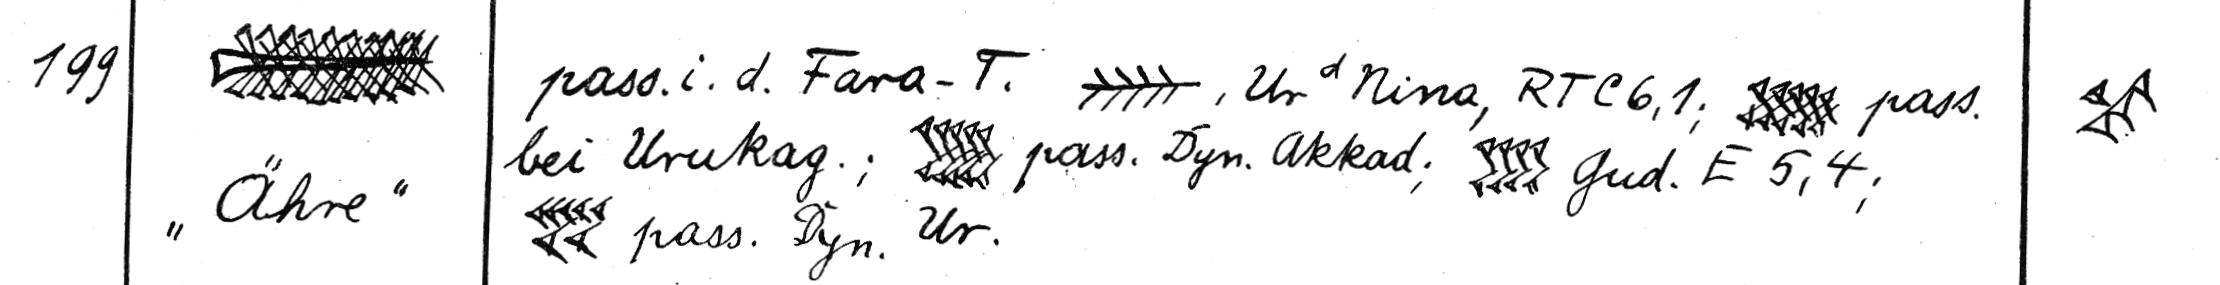 199 pass. i. d. Fara-T. , Ur ᵈNina, RTC 6,1; pass.
bei Urukag.; pass. Dyn. Akkad; Gud. E 5,4;
„Ähre“ pass. Dyn. Ur.